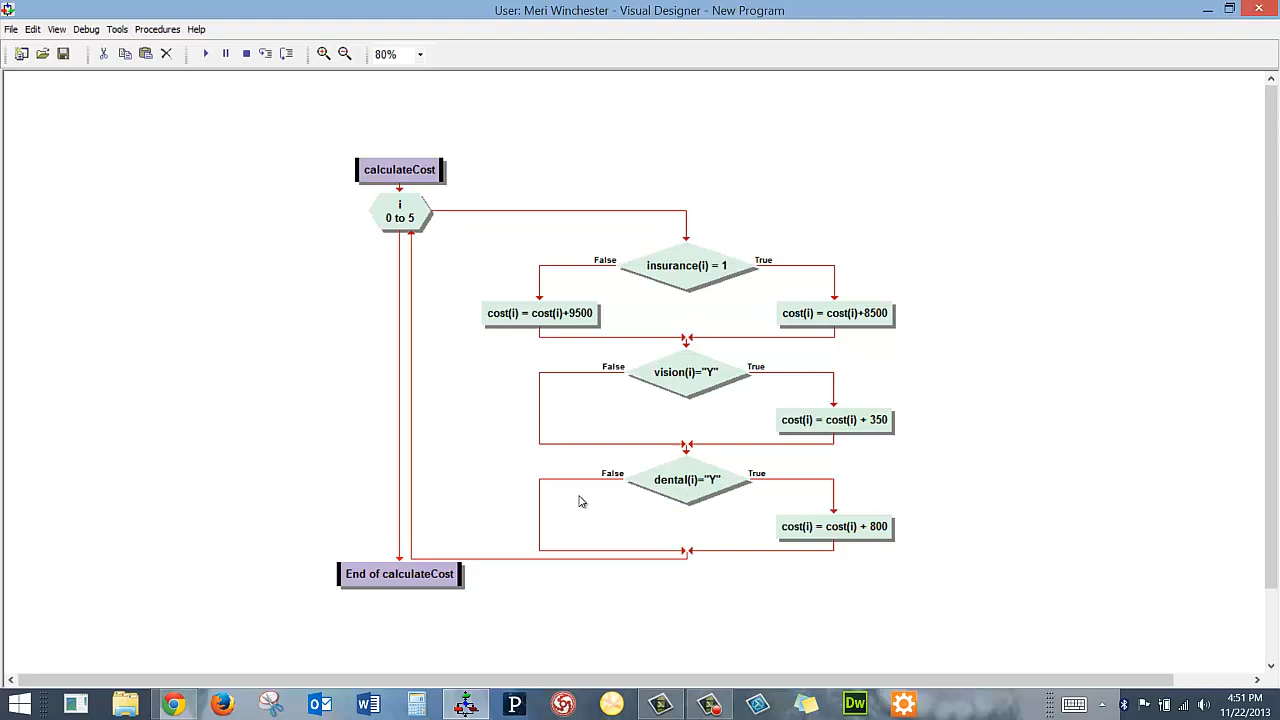 User: Meri Winchester - Visual Designer - New Program
File Edit View Debug Tools Procedures Help
80%
calculateCost
i
0 to 5
False
insurance(i) = 1
True
cost(i) = cost(i)+9500
cost(i) = cost(i)+8500
False
vision(i)="Y"
True
cost(i) = cost(i) + 350
False
dental(i)="Y"
True
cost(i) = cost(i) + 800
End of calculateCost
P
Dw
4:51 PM
11/22/2013